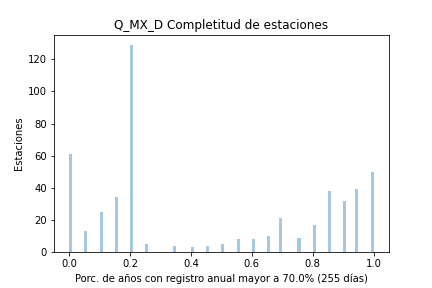 Q_MX_D Completitud de estaciones
Estaciones
120
100
80
60
40
20
0
0.0 0.2 0.4 0.6 0.8 1.0
Porc. de años con registro anual mayor a 70.0% (255 días)